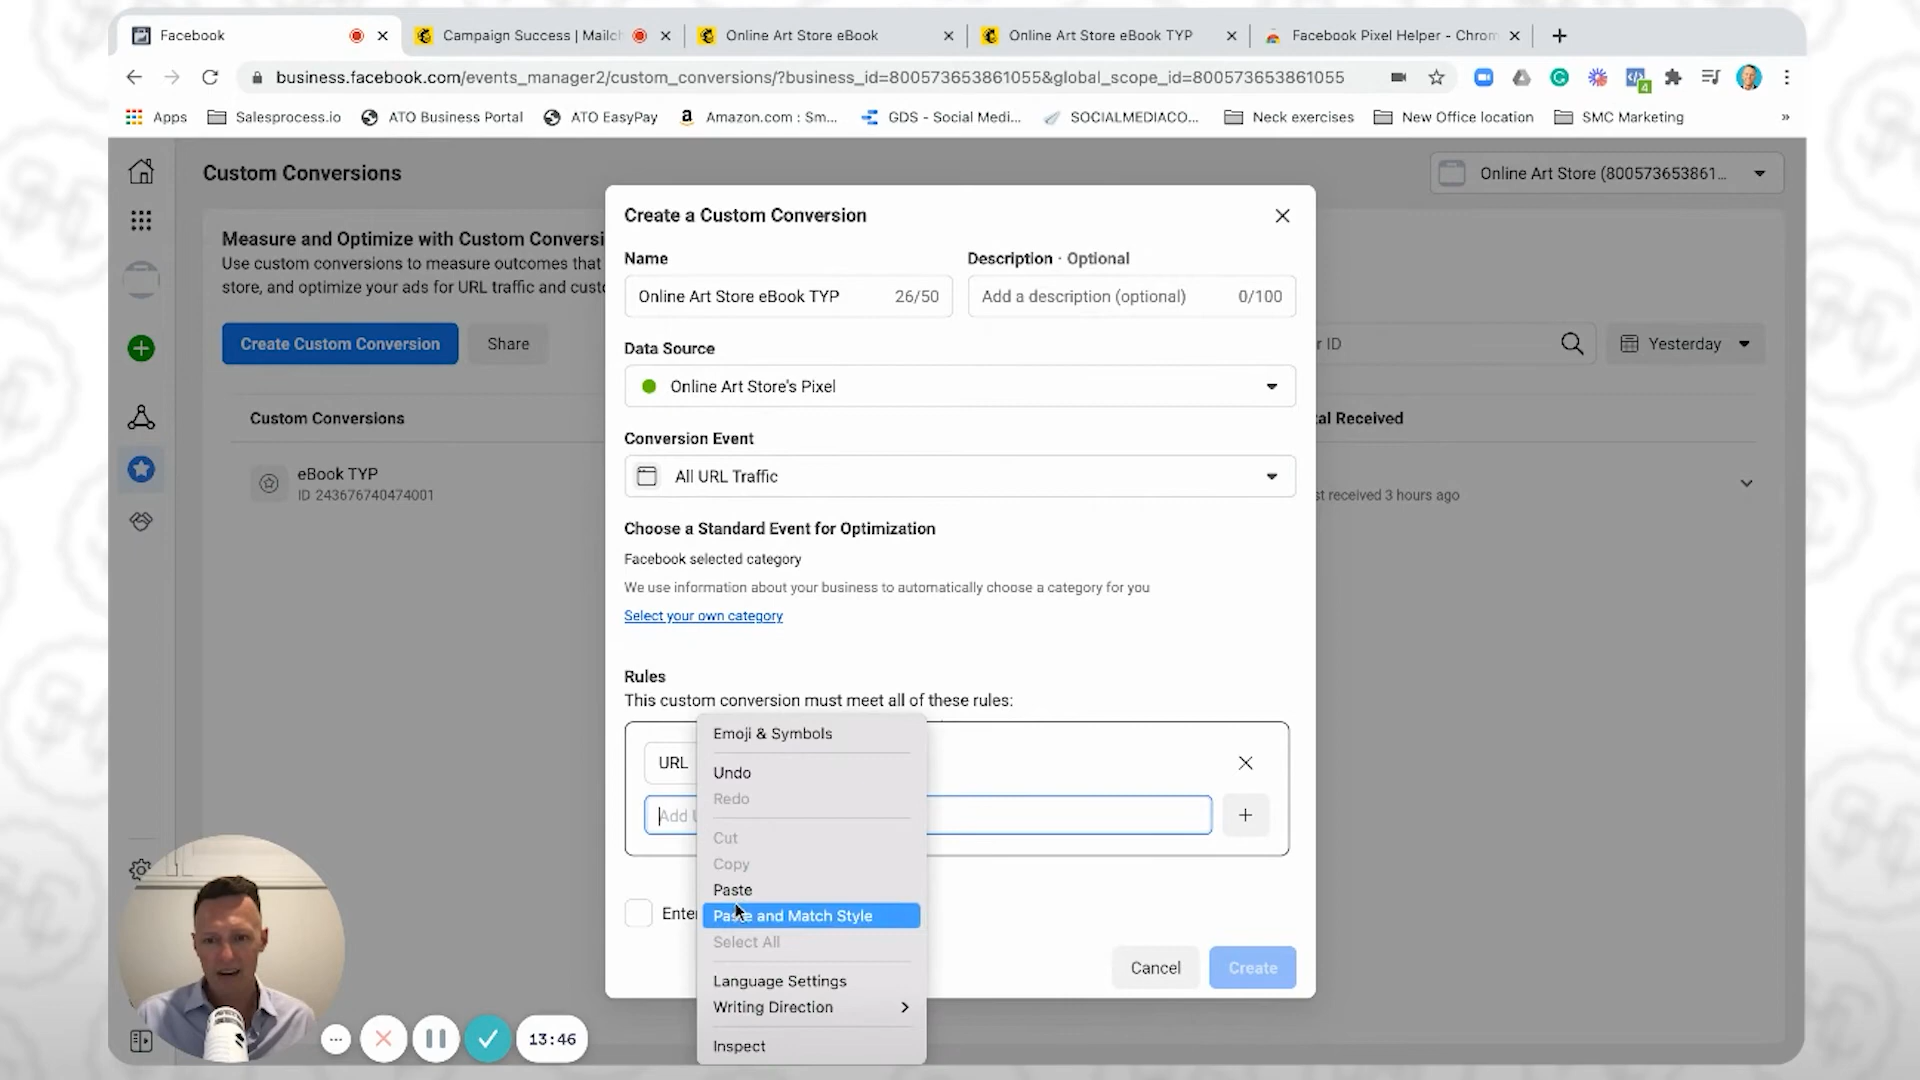 Facebook
Campaign Success | Mailch
Online Art Store eBook
Online Art Store eBook TYP
Facebook Pixel Helper - Chrom
business.facebook.com/events_manager2/custom_conversions/?business_id=800573653861055&global_scope_id=800573653861055
4
Apps
Salesprocess.io
ATO Business Portal
ATO EasyPay
Amazon.com : Sm...
GDS - Social Medi...
SOCIALMEDIACO...
Neck exercises
New Office location
SMC Marketing
»
Custom Conversions
Online Art Store (800573653861...
Measure and Optimize with Custom Conversi
Use custom conversions to measure outcomes that
store, and optimize your ads for URL traffic and custo
Create Custom Conversion
Share
r ID
Yesterday
Custom Conversions
tal Received
eBook TYP
ID 243676740474001
st received 3 hours ago
Create a Custom Conversion
Name
Description · Optional
Online Art Store eBook TYP
26/50
Add a description (optional)
0/100
Data Source
Online Art Store's Pixel
Conversion Event
All URL Traffic
Choose a Standard Event for Optimization
Facebook selected category
We use information about your business to automatically choose a category for you
Select your own category
Rules
This custom conversion must meet all of these rules:
URL
Add U
Enter
Emoji & Symbols
Undo
Redo
Cut
Copy
Paste
Paste and Match Style
Select All
Language Settings
Writing Direction
Inspect
Cancel
Create
13:46